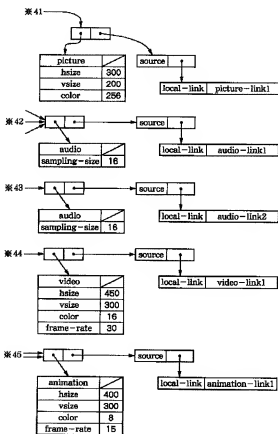 ※41
picture
source
hsize 300
vsize 200
color 256
local-link picture-link1
※42
source
audio
sampling-size 16
local-link audio-link1
※43
source
audio
sampling-size 16
local-link audio-link2
※44
source
video
hsize 450
vsize 300
color 16
frame-rate 30
local-link video-link1
※45
source
animation
hsize 400
vsize 300
color 8
frame-rate 15
local-link animation-link1